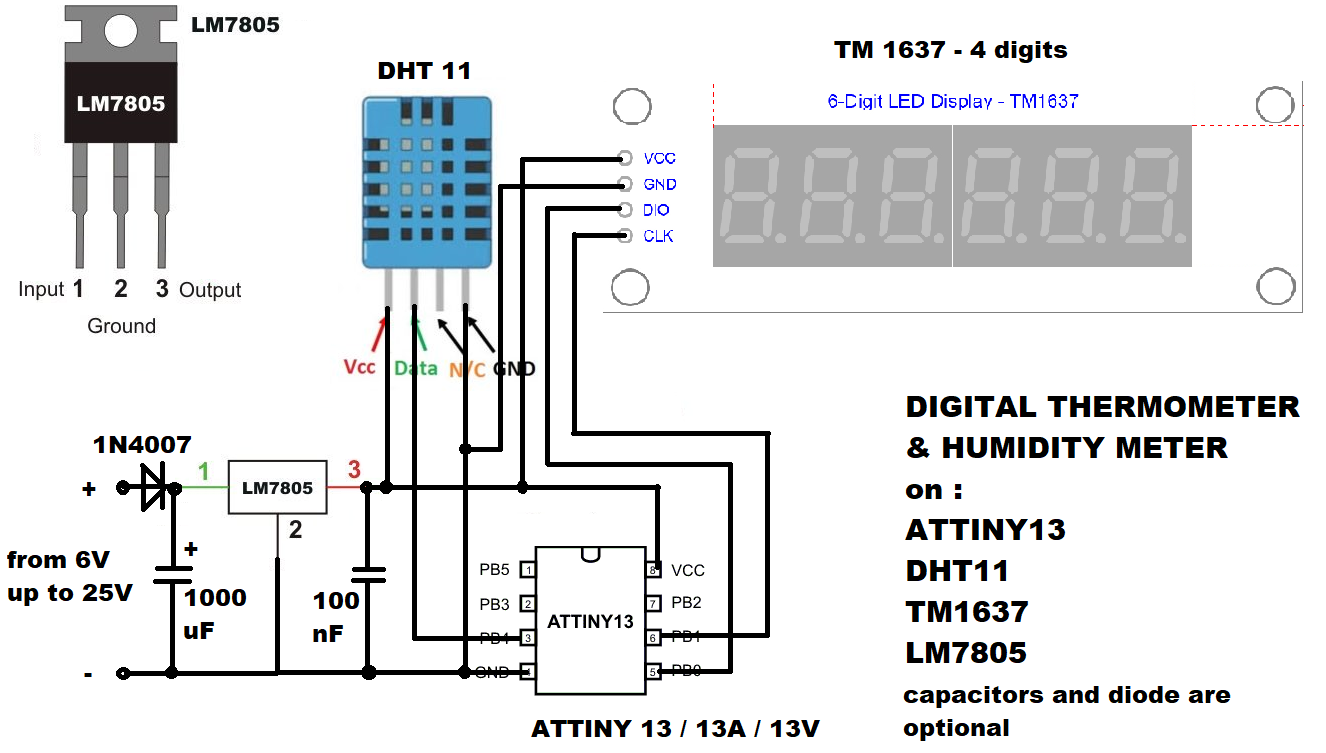 LM7805
LM7805
Input 1 2 3 Output
Ground
DHT 11
Vcc Data N/C GND
TM 1637 - 4 digits
6-Digit LED Display - TM1637
VCC
GND
DIO
CLK
1N4007
+
1
LM7805
3
2
from 6V
up to 25V
+
1000
uF
100
nF
-
PB5 1
PB3 2
PB4 3
GND 4
ATTINY13
8 VCC
7 PB2
6 PB1
5 PB0
ATTINY 13 / 13A / 13V
DIGITAL THERMOMETER
& HUMIDITY METER
on :
ATTINY13
DHT11
TM1637
LM7805
capacitors and diode are
optional